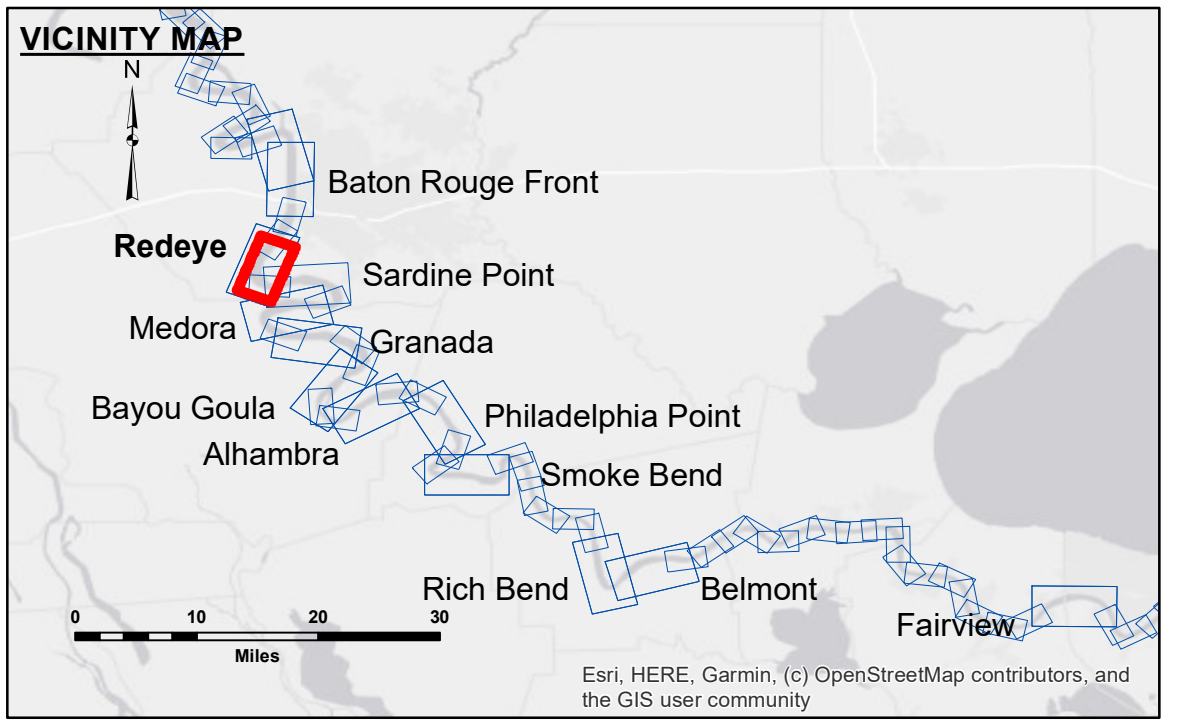 VICINITY MAP
N
Baton Rouge Front
Redeye
Sardine Point
Medora
Granada
Bayou Goula
Philadelphia Point
Alhambra
Smoke Bend
Rich Bend
Belmont
Fairview
0 10 20 30
Miles
Esri, HERE, Garmin, (c) OpenStreetMap contributors, and
the GIS user community